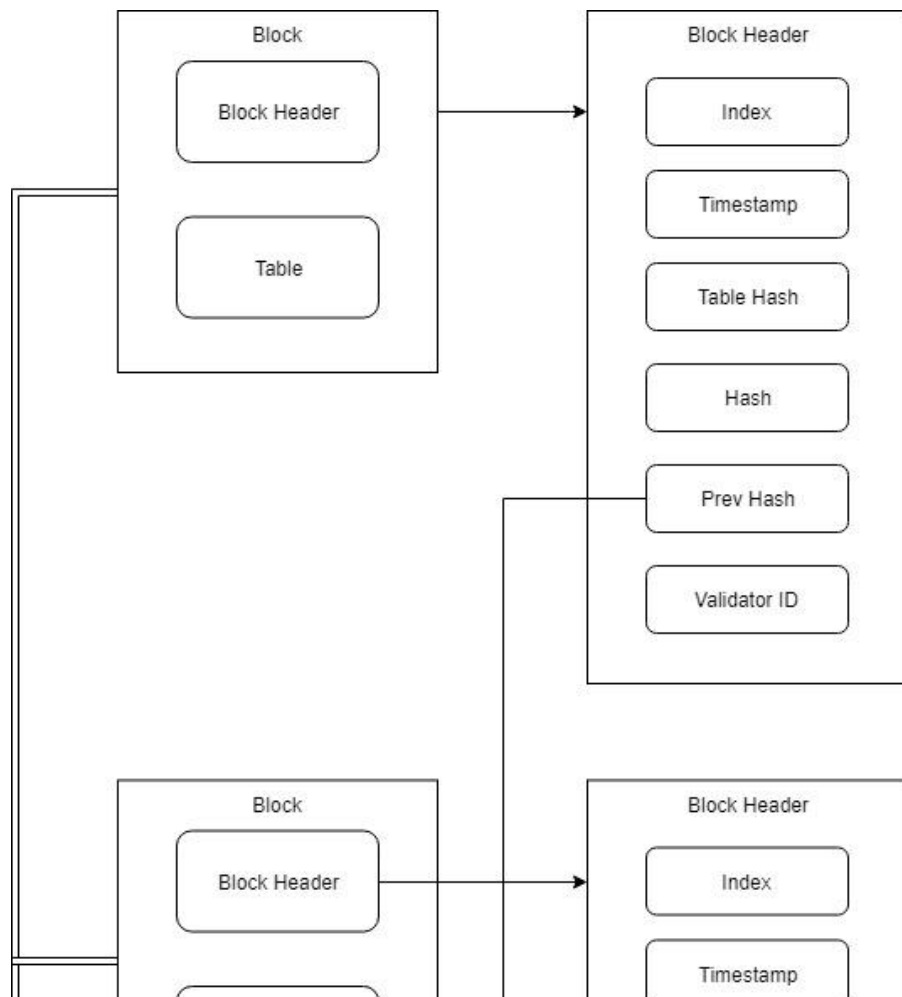 Block
Block Header
Table
Block Header
Index
Timestamp
Table Hash
Hash
Prev Hash
Validator ID
Block
Block Header
Block Header
Index
Timestamp